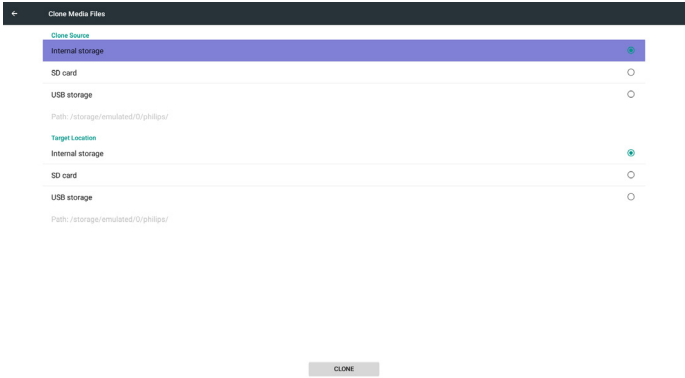 Clone Media Files
Clone Source
Internal storage
SD card
USB storage
Path: /storage/emulated/0/philips/
Target Location
Internal storage
SD card
USB storage
Path: /storage/emulated/0/philips/
CLONE